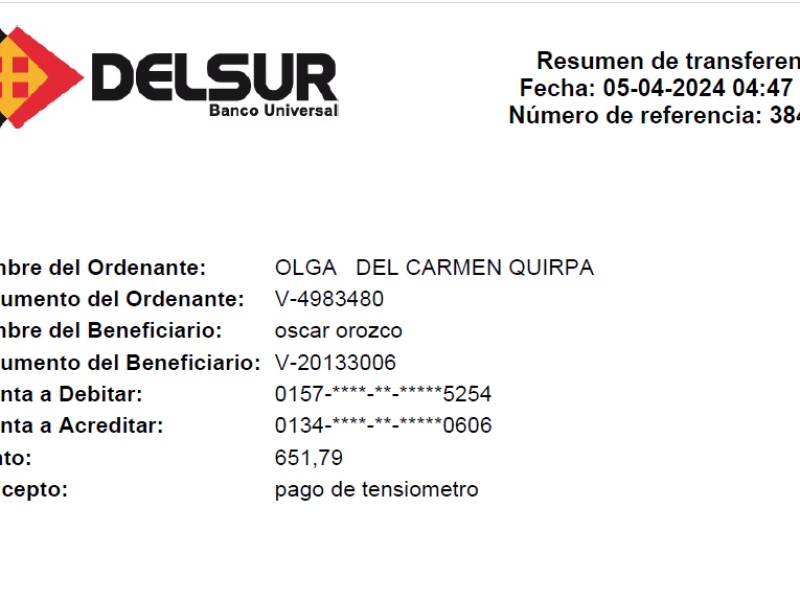 DELSUR
Banco Universal
Resumen de transferen
Fecha: 05-04-2024 04:47
Número de referencia: 384
nbre del Ordenante: OLGA DEL CARMEN QUIRPA
umento del Ordenante: V-4983480
nbre del Beneficiario: oscar orozco
umento del Beneficiario: V-20133006
nta a Debitar: 0157-****-**-*****5254
nta a Acreditar: 0134-****-**-*****0606
nto: 651,79
cepto: pago de tensiometro